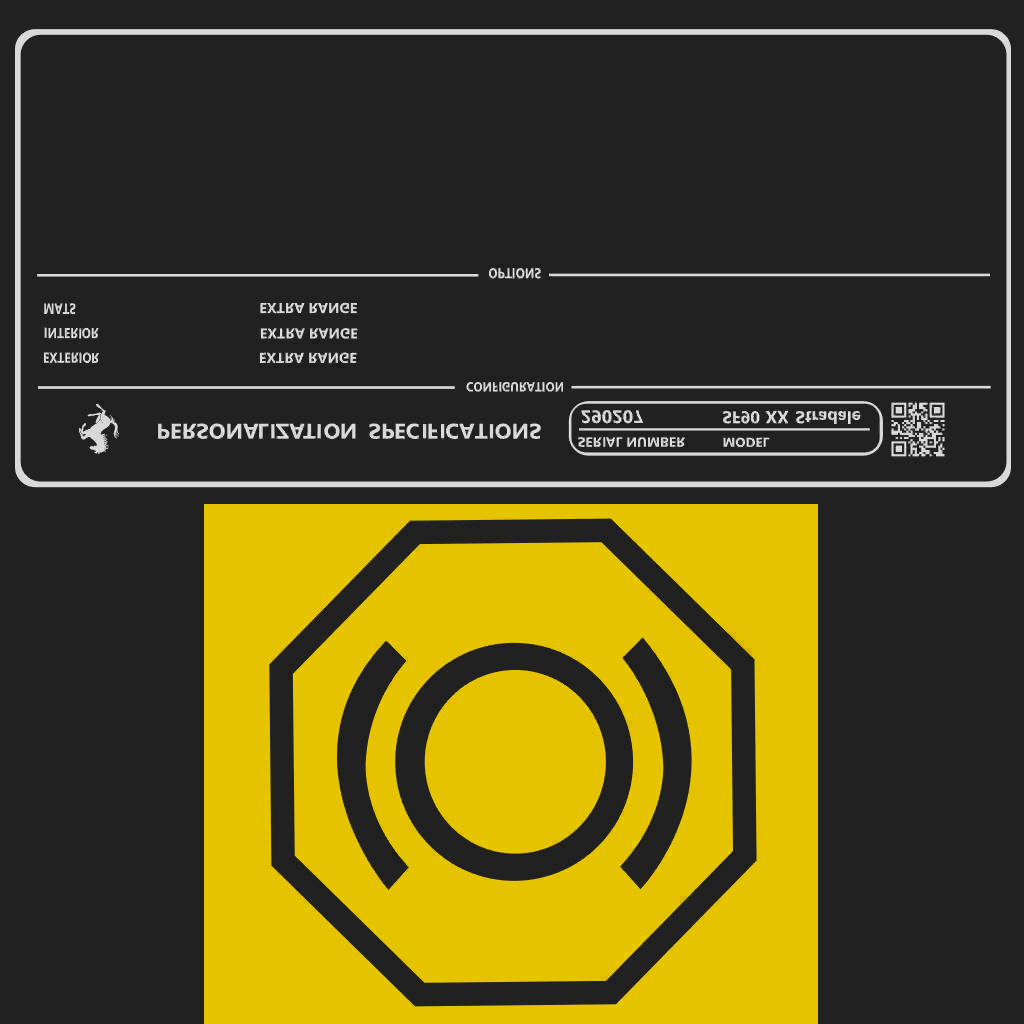 PERSONALIZATION SPECIFICATIONS
SERIAL NUMBER MODEL
290207 SF90 XX Stradale
CONFIGURATION
EXTERIOR EXTRA RANGE
INTERIOR EXTRA RANGE
MATS EXTRA RANGE
OPTIONS